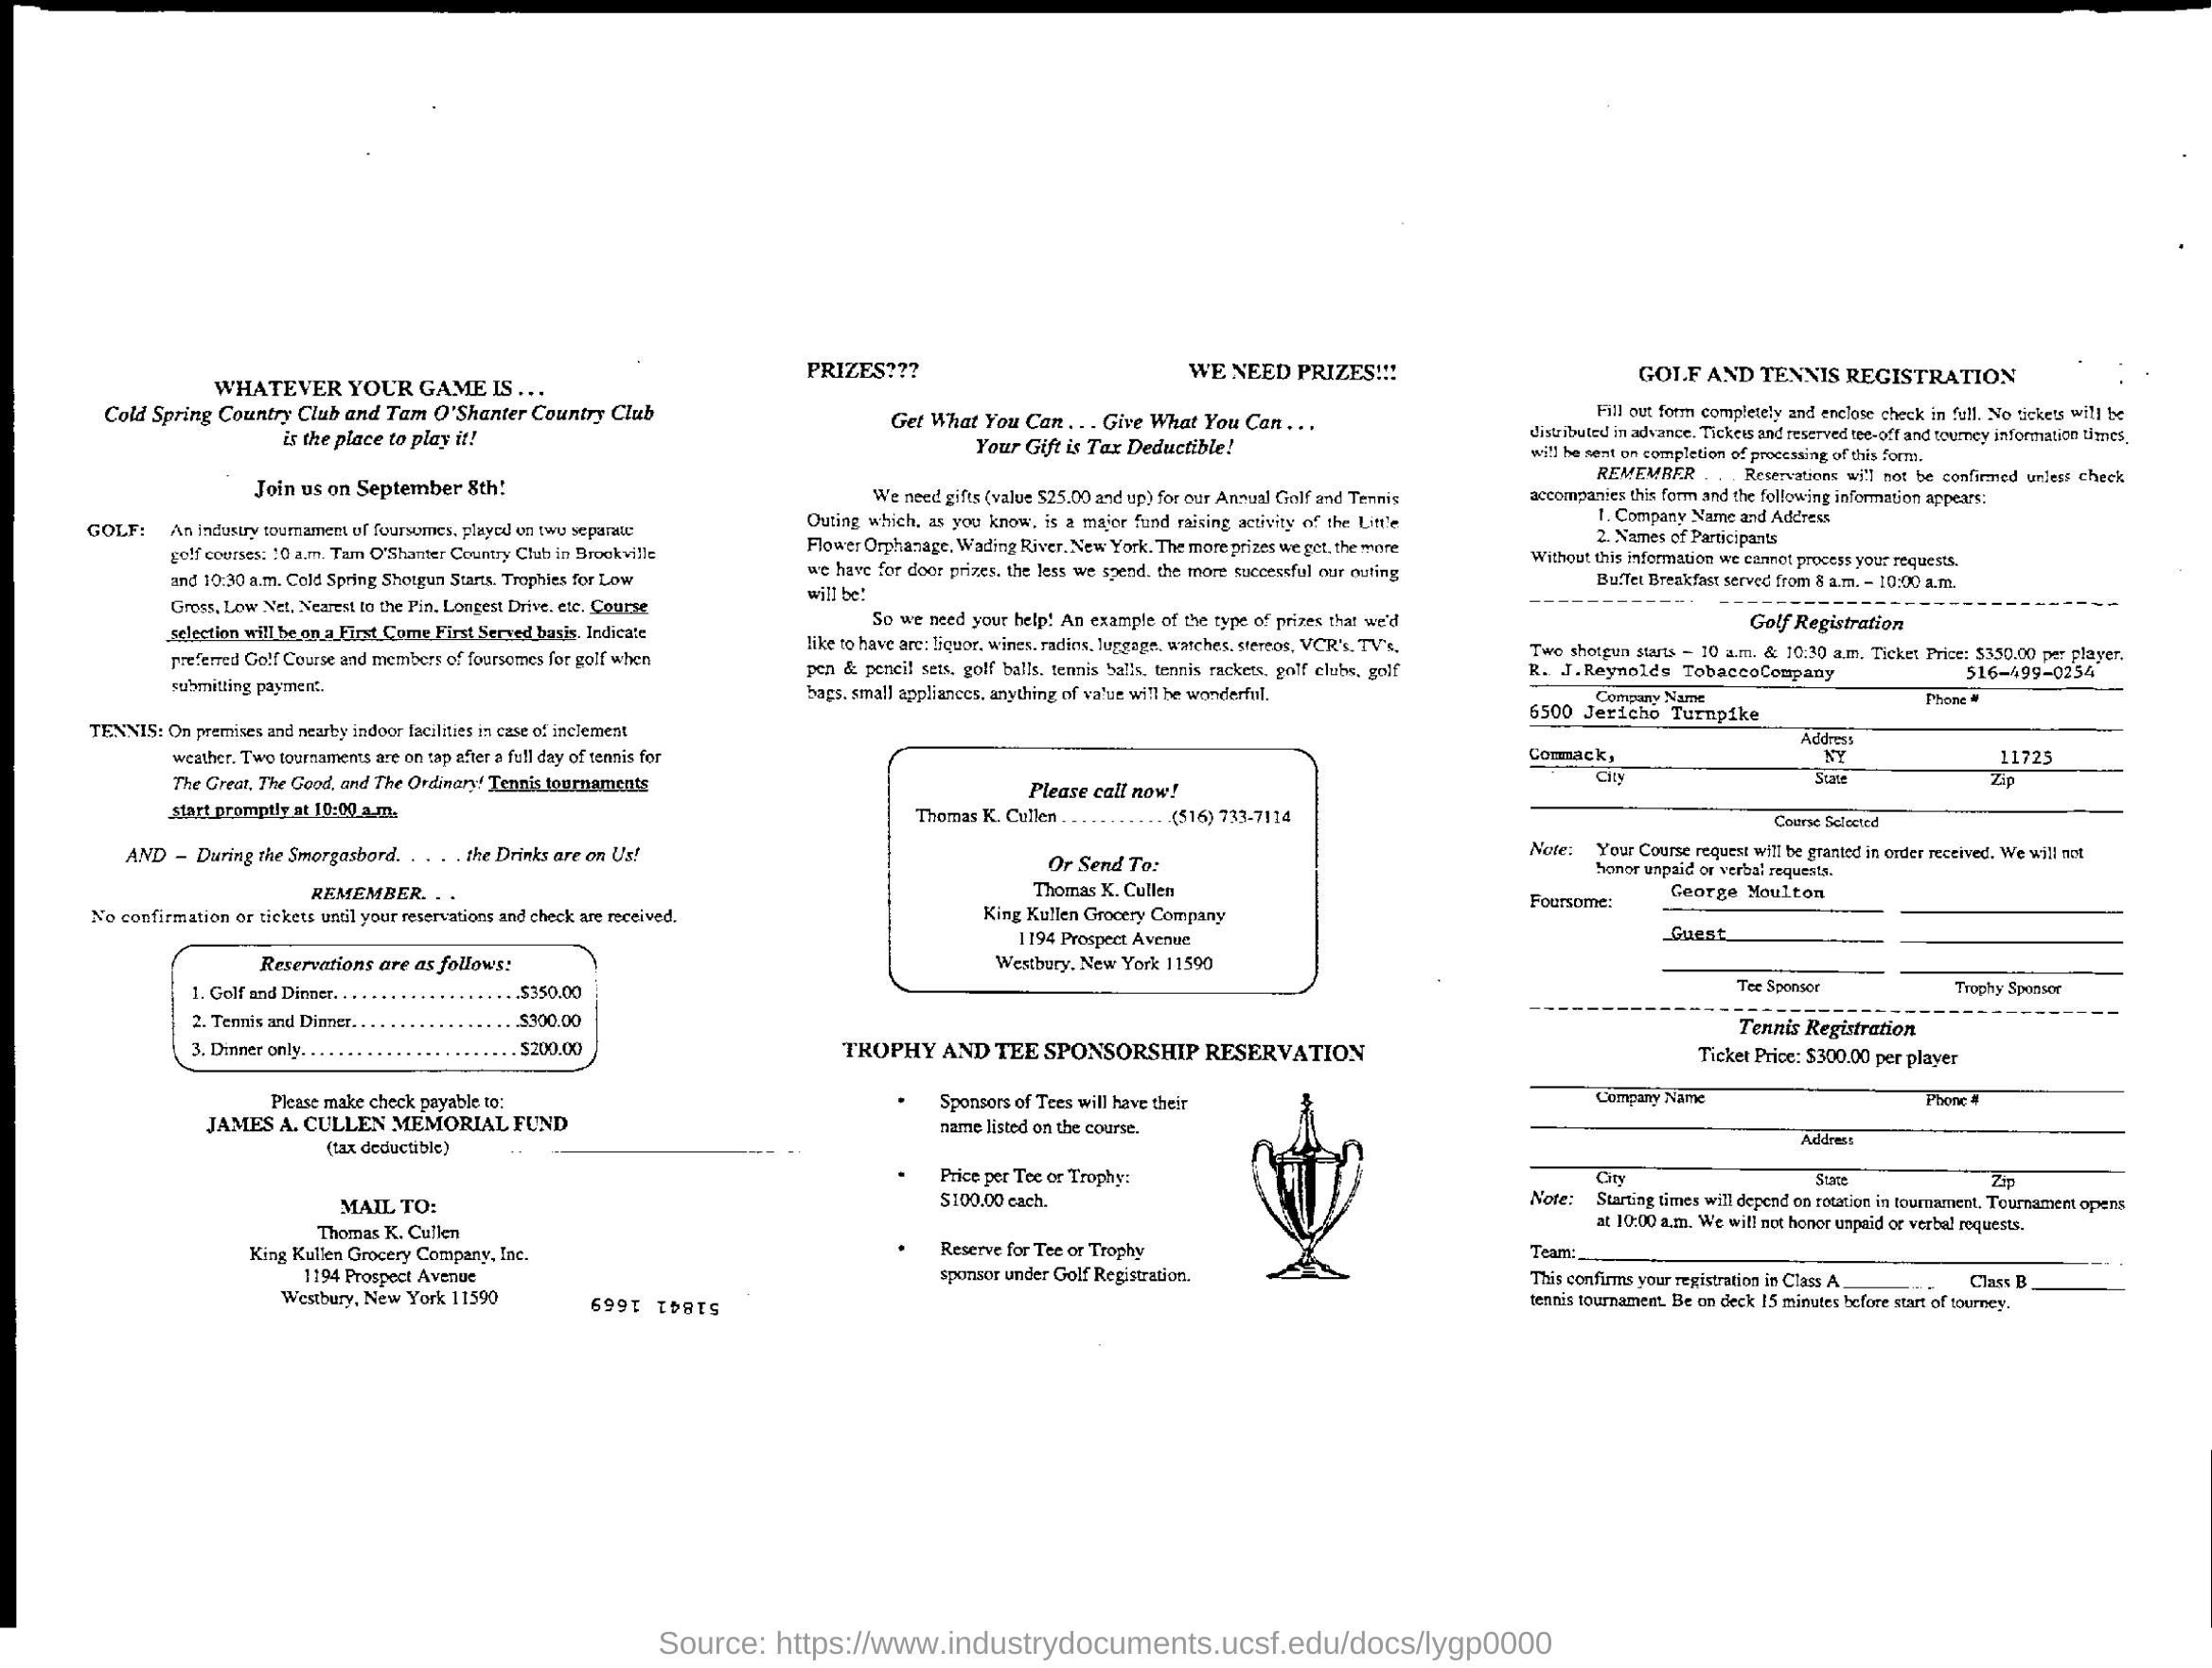 WHATEVER YOUR GAME IS . . .
Cold Spring Country Club and Tam O'Shanter Country Club
is the place to play it!
Join us on September 8th!
GOLF: An industry tournament of foursomes, played on two separate
golf courses: 10 a.m. Tam O'Shanter Country Club in Brookville
and 10:30 a.m. Cold Spring Shotgun Starts. Trophies for Low
Gross, Low Net, Nearest to the Pin, Longest Drive, etc. Course
selection will be on a First Come First Served basis. Indicate
preferred Golf Course and members of foursomes for golf when
submitting payment.
TENNIS: On premises and nearby indoor facilities in case of inclement
weather. Two tournaments are on tap after a full day of tennis for
The Great, The Good, and The Ordinary! Tennis tournaments
start promptly at 10:00 a.m.
AND – During the Smorgasbord. . . . . the Drinks are on Us!
REMEMBER. . .
No confirmation or tickets until your reservations and check are received.
Reservations are as follows:
1. Golf and Dinner. . . . . . . . . . . . . . . . . . . . .$350.00
2. Tennis and Dinner. . . . . . . . . . . . . . . . . .$300.00
3. Dinner only. . . . . . . . . . . . . . . . . . . . . . . $200.00
Please make check payable to:
JAMES A. CULLEN MEMORIAL FUND
(tax deductible)
MAIL TO:
Thomas K. Cullen
King Kullen Grocery Company, Inc.
1194 Prospect Avenue
Westbury, New York 11590
51841 1669
PRIZES??? WE NEED PRIZES!!!
Get What You Can . . . Give What You Can . . .
Your Gift is Tax Deductible!
We need gifts (value $25.00 and up) for our Annual Golf and Tennis
Outing which, as you know, is a major fund raising activity of the Little
Flower Orphanage, Wading River, New York. The more prizes we get, the more
we have for door prizes, the less we spend, the more successful our outing
will be!
So we need your help! An example of the type of prizes that we'd
like to have are: liquor, wines, radios, luggage, watches, stereos, VCR's, TV's,
pen & pencil sets, golf balls, tennis balls, tennis rackets, golf clubs, golf
bags, small appliances, anything of value will be wonderful.
Please call now!
Thomas K. Cullen . . . . . . . . . . . .(516) 733-7114
Or Send To:
Thomas K. Cullen
King Kullen Grocery Company
1194 Prospect Avenue
Westbury, New York 11590
TROPHY AND TEE SPONSORSHIP RESERVATION
• Sponsors of Tees will have their
name listed on the course.
• Price per Tee or Trophy:
$100.00 each.
• Reserve for Tee or Trophy
sponsor under Golf Registration.
GOLF AND TENNIS REGISTRATION
Fill out form completely and enclose check in full. No tickets will be
distributed in advance. Tickets and reserved tee-off and tourney information times,
will be sent on completion of processing of this form.
REMEMBER . . . Reservations will not be confirmed unless check
accompanies this form and the following information appears:
1. Company Name and Address
2. Names of Participants
Without this information we cannot process your requests.
Buffet Breakfast served from 8 a.m. – 10:00 a.m.
Golf Registration
Two shotgun starts – 10 a.m. & 10:30 a.m. Ticket Price: $350.00 per player.
R. J.Reynolds TobaccoCompany 516-499-0254
Company Name Phone #
6500 Jericho Turnpike
Address
Commack, NY 11725
City State Zip
Course Selected
Note: Your Course request will be granted in order received. We will not
honor unpaid or verbal requests.
George Moulton
Foursome:
Guest
Tee Sponsor Trophy Sponsor
Tennis Registration
Ticket Price: $300.00 per player
Company Name Phone #
Address
City State Zip
Note: Starting times will depend on rotation in tournament. Tournament opens
at 10:00 a.m. We will not honor unpaid or verbal requests.
Team:
This confirms your registration in Class A Class B
tennis tournament. Be on deck 15 minutes before start of tourney.
Source: https://www.industrydocuments.ucsf.edu/docs/lygp0000